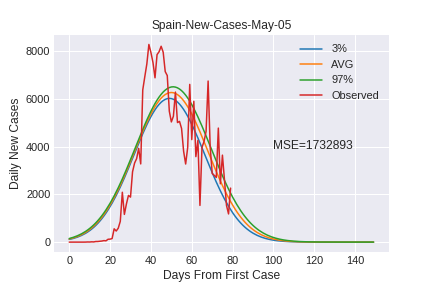 Spain-New-Cases-May-05
8000
6000
4000
2000
0
Daily New Cases
3%
AVG
97%
Observed
MSE=1732893
0 20 40 60 80 100 120 140
Days From First Case